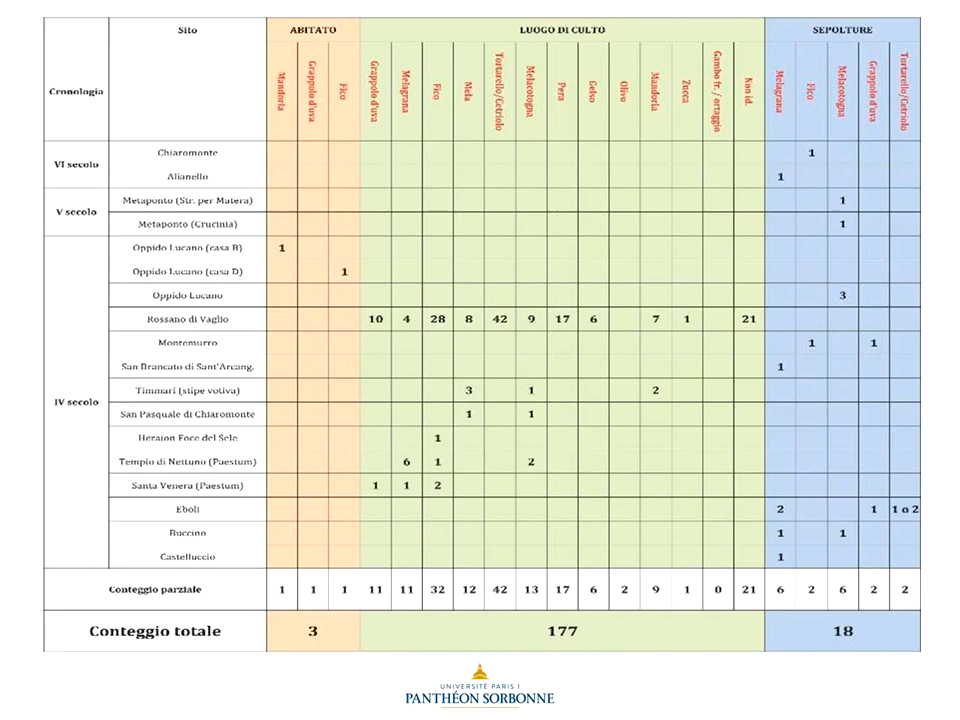 Sito ABITATO LUOGO DI CULTO SEPOLTURE
Cronologia Mandorla Grappolo d'uva Fico Grappolo d'uva Melagrana Fico Mela Tortarello/Cetriolo Melacotogna Pera Gelso Olivo Mandorla Zucca Gambo fr. / ortaggio Non id. Melagrana Fico Melacotogna Grappolo d'uva Tortarello/Cetriolo
VI secolo
Chiaromonte 1
Alianello 1
V secolo
Metaponto (Str. per Matera) 1
Metaponto (Crucinia) 1
IV secolo
Oppido Lucano (casa B) 1
Oppido Lucano (casa D) 1
Oppido Lucano 3
Rossano di Vaglio 10 4 28 8 42 9 17 6 7 1 21
Montemurro 1 1
San Brancato di Sant'Arcang. 1
Timmari (stipe votiva) 3 1 2
San Pasquale di Chiaromonte 1 1
Heraion Foce del Sele 1
Tempio di Nettuno (Paestum) 6 1 2
Santa Venera (Paestum) 1 1 2
Eboli 2 1 1 o 2
Buccino 1 1
Castelluccio 1
Conteggio parziale 1 1 1 11 11 32 12 42 13 17 6 2 9 1 0 21 6 2 6 2 2
Conteggio totale 3 177 18
UNIVERSITÉ PARIS 1
PANTHÉON SORBONNE